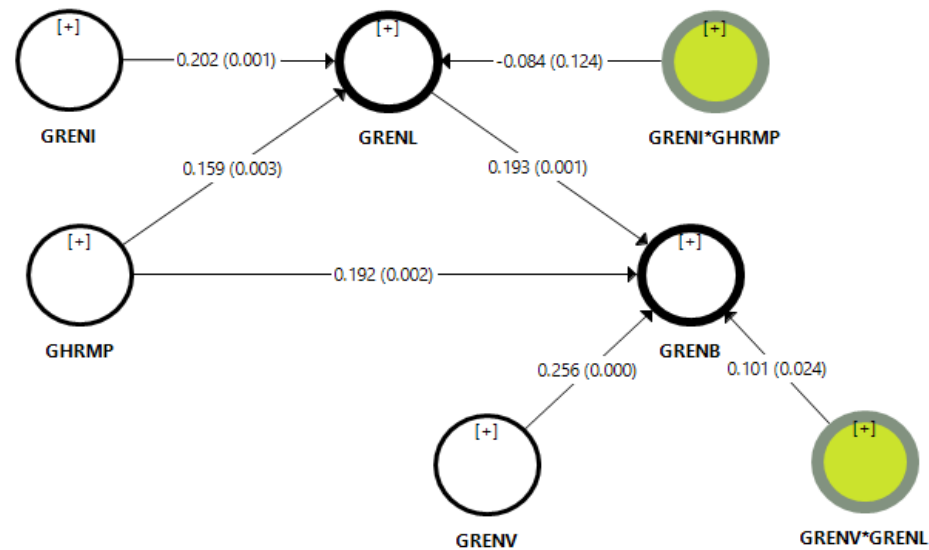 [+]
[+]
[+]
0.202 (0.001)
-0.084 (0.124)
GRENI
GRENL
GRENI*GHRMP
0.159 (0.003)
0.193 (0.001)
[+]
[+]
0.192 (0.002)
GHRMP
GRENB
0.256 (0.000)
0.101 (0.024)
[+]
[+]
GRENV
GRENV*GRENL